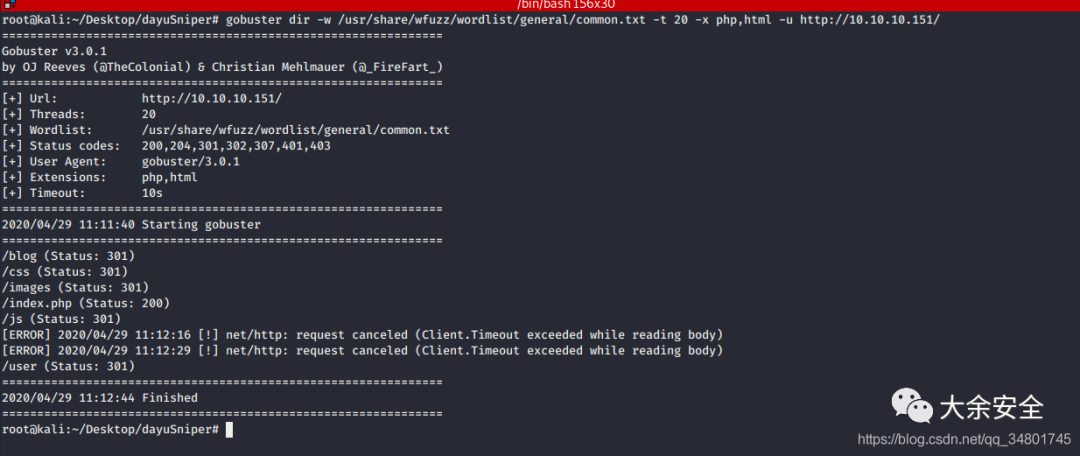 /bin/bash 156x30
root@kali:~/Desktop/dayuSniper# gobuster dir -w /usr/share/wfuzz/wordlist/general/common.txt -t 20 -x php,html -u http://10.10.10.151/
===============================================================
Gobuster v3.0.1
by OJ Reeves (@TheColonial) & Christian Mehlmauer (@_FireFart_)
===============================================================
[+] Url:            http://10.10.10.151/
[+] Threads:        20
[+] Wordlist:       /usr/share/wfuzz/wordlist/general/common.txt
[+] Status codes:   200,204,301,302,307,401,403
[+] User Agent:     gobuster/3.0.1
[+] Extensions:     php,html
[+] Timeout:        10s
===============================================================
2020/04/29 11:11:40 Starting gobuster
===============================================================
/blog (Status: 301)
/css (Status: 301)
/images (Status: 301)
/index.php (Status: 200)
/js (Status: 301)
[ERROR] 2020/04/29 11:12:16 [!] net/http: request canceled (Client.Timeout exceeded while reading body)
[ERROR] 2020/04/29 11:12:29 [!] net/http: request canceled (Client.Timeout exceeded while reading body)
/user (Status: 301)
===============================================================
2020/04/29 11:12:44 Finished
===============================================================
root@kali:~/Desktop/dayuSniper#
大余安全
https://blog.csdn.net/qq_34801745